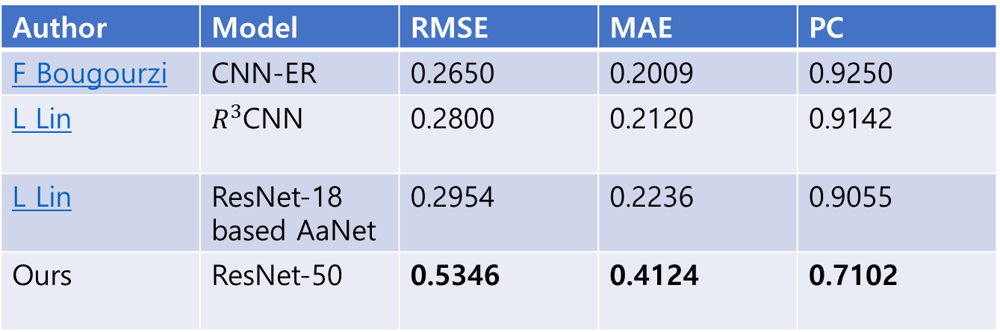 Author Model RMSE MAE PC
F Bougourzi CNN-ER 0.2650 0.2009 0.9250
L Lin R³CNN 0.2800 0.2120 0.9142
L Lin ResNet-18 0.2954 0.2236 0.9055
based AaNet
Ours ResNet-50 0.5346 0.4124 0.7102